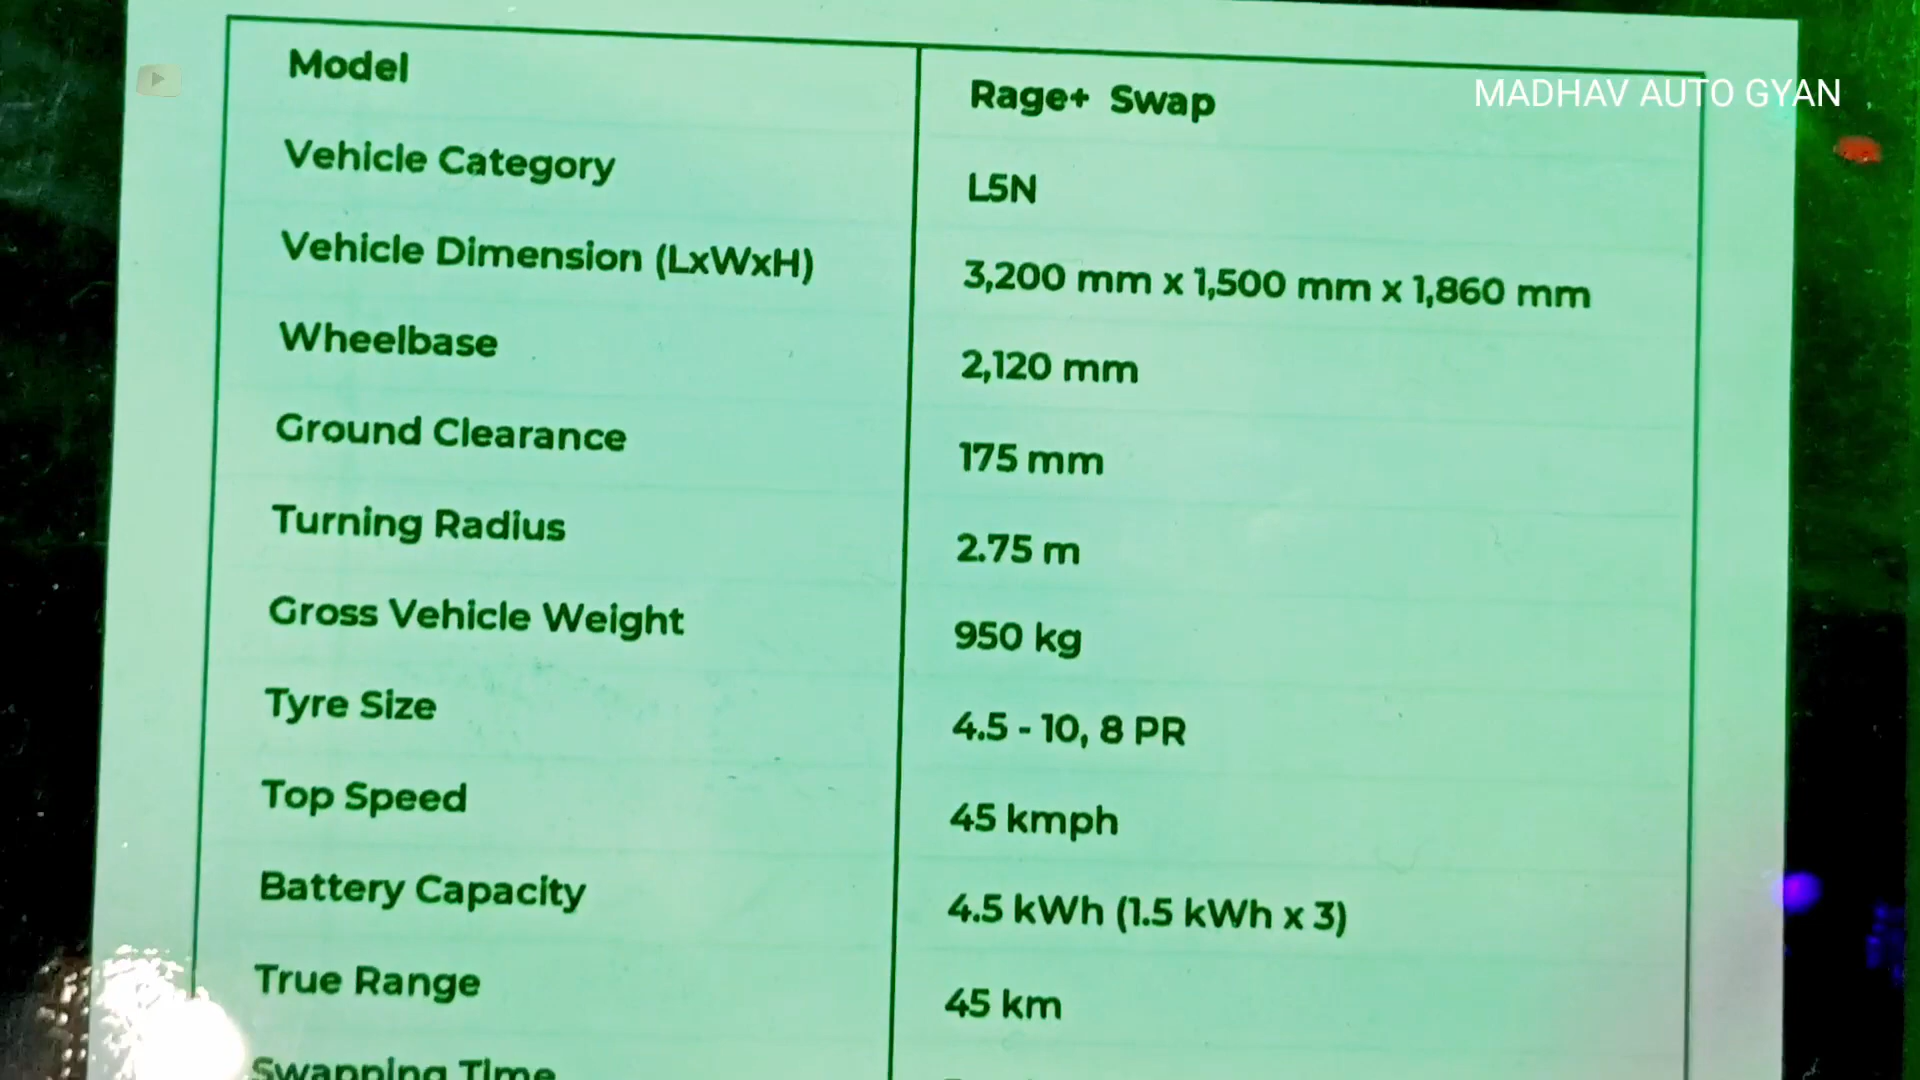 Model
Rage+ Swap
MADHAV AUTO GYAN
Vehicle Category
L5N
Vehicle Dimension (LxWxH)
3,200 mm x 1,500 mm x 1,860 mm
Wheelbase
2,120 mm
Ground Clearance
175 mm
Turning Radius
2.75 m
Gross Vehicle Weight
950 kg
Tyre Size
4.5 - 10, 8 PR
Top Speed
45 kmph
Battery Capacity
4.5 kWh (1.5 kWh x 3)
True Range
45 km
Swapping Time